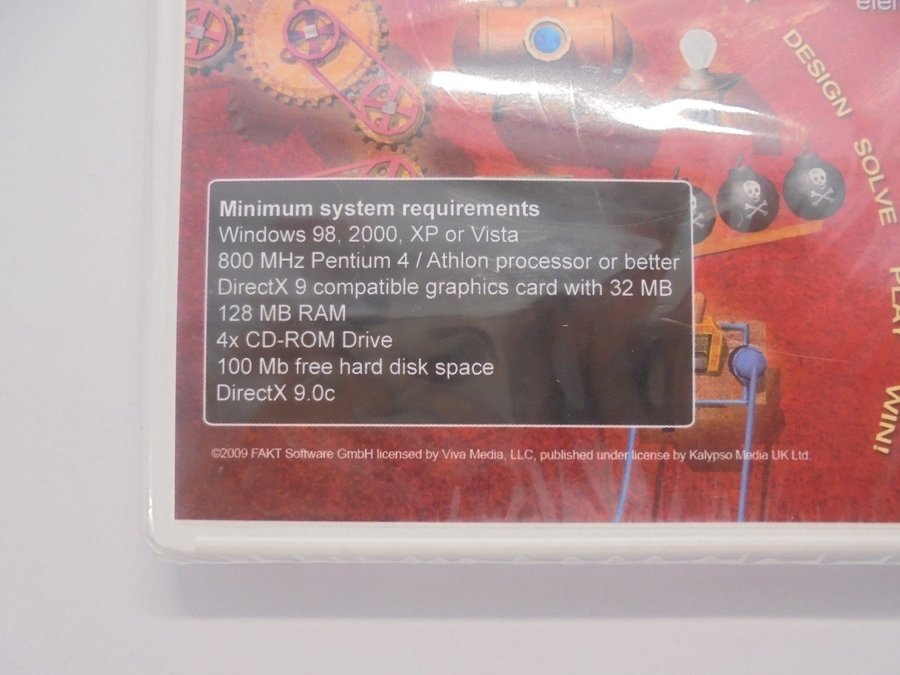 DESIGN SOLVE PLAY WIN!
Minimum system requirements
Windows 98, 2000, XP or Vista
800 MHz Pentium 4 / Athlon processor or better
DirectX 9 compatible graphics card with 32 MB
128 MB RAM
4x CD-ROM Drive
100 Mb free hard disk space
DirectX 9.0c
©2009 FAKT Software GmbH licensed by Viva Media, LLC, published under license by Kalypso Media UK Ltd.